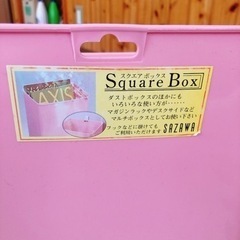 スクエアボックス
Square Box
AXIS
ダストボックスのほかにも
いろいろな使い方が……
マガジンラックやデスクサイドなど
マルチボックスとしてお使い下さい
フックなどに掛けても
ご利用いただけます
SAZAWA